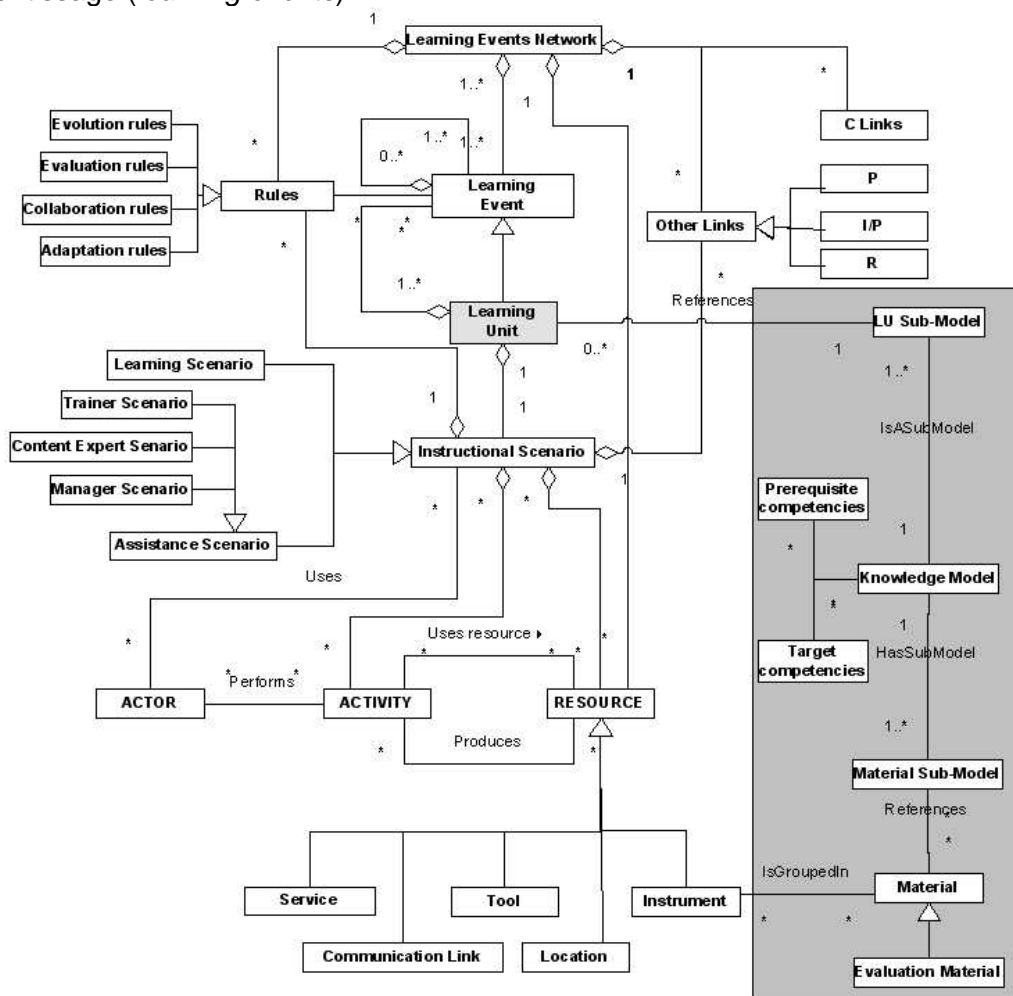 1
Learning Events Network
1
*
1..*
1
C Links
Evolution rules
Evaluation rules
Collaboration rules
Adaptation rules
*
Rules
*
1..*
1..*
0..*
Learning
Event
*
*
*
1..*
*
Other Links
*
P
I/P
R
References
Learning
Unit
0..*
1
LU Sub-Model
1..*
IsASubModel
Learning Scenario
Trainer Scenario
Content Expert Senario
Manager Scenario
Assistance Scenario
1
1
1
Instructional Scenario
1
*
*
*
Prerequisite
competencies
*
1
Knowledge Model
*
1
Target
competencies
HasSubModel
Uses
*
*
Uses resource
*
*
*
ACTOR
*
Performs
*
ACTIVITY
RESOURCE
*
Produces
*
1..*
Material Sub-Model
References
*
*
IsGroupedIn
Service
Tool
Instrument
*
*
Material
Communication Link
Location
Evaluation Material